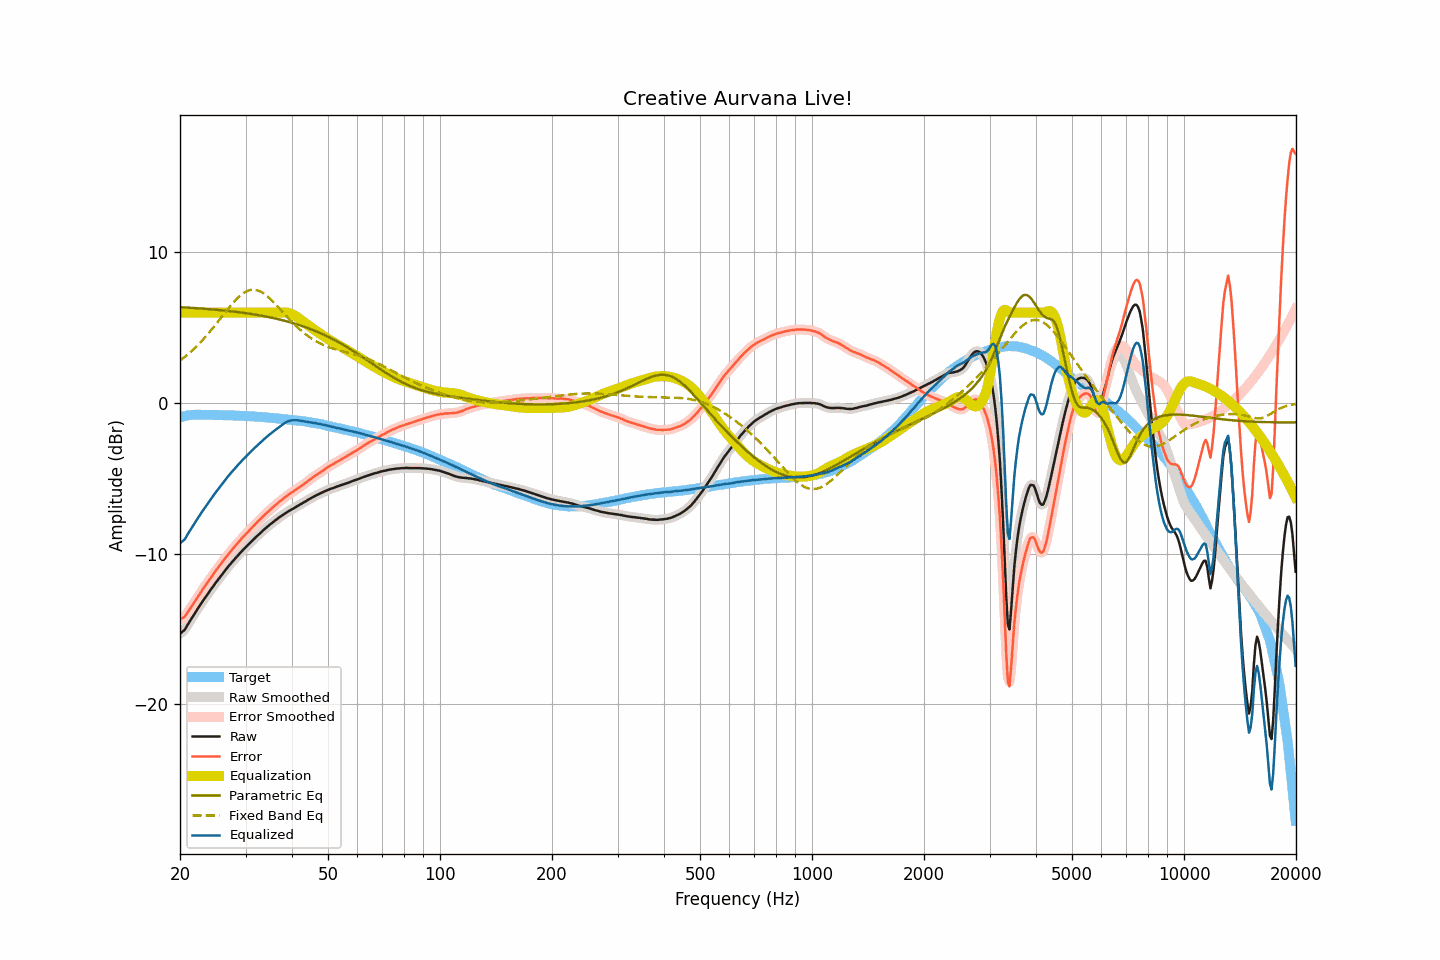 Creative Aurvana Live!
Amplitude (dBr)
10
0
−10
−20
Target
Raw Smoothed
Error Smoothed
Raw
Error
Equalization
Parametric Eq
Fixed Band Eq
Equalized
20 50 100 200 500 1000 2000 5000 10000 20000
Frequency (Hz)